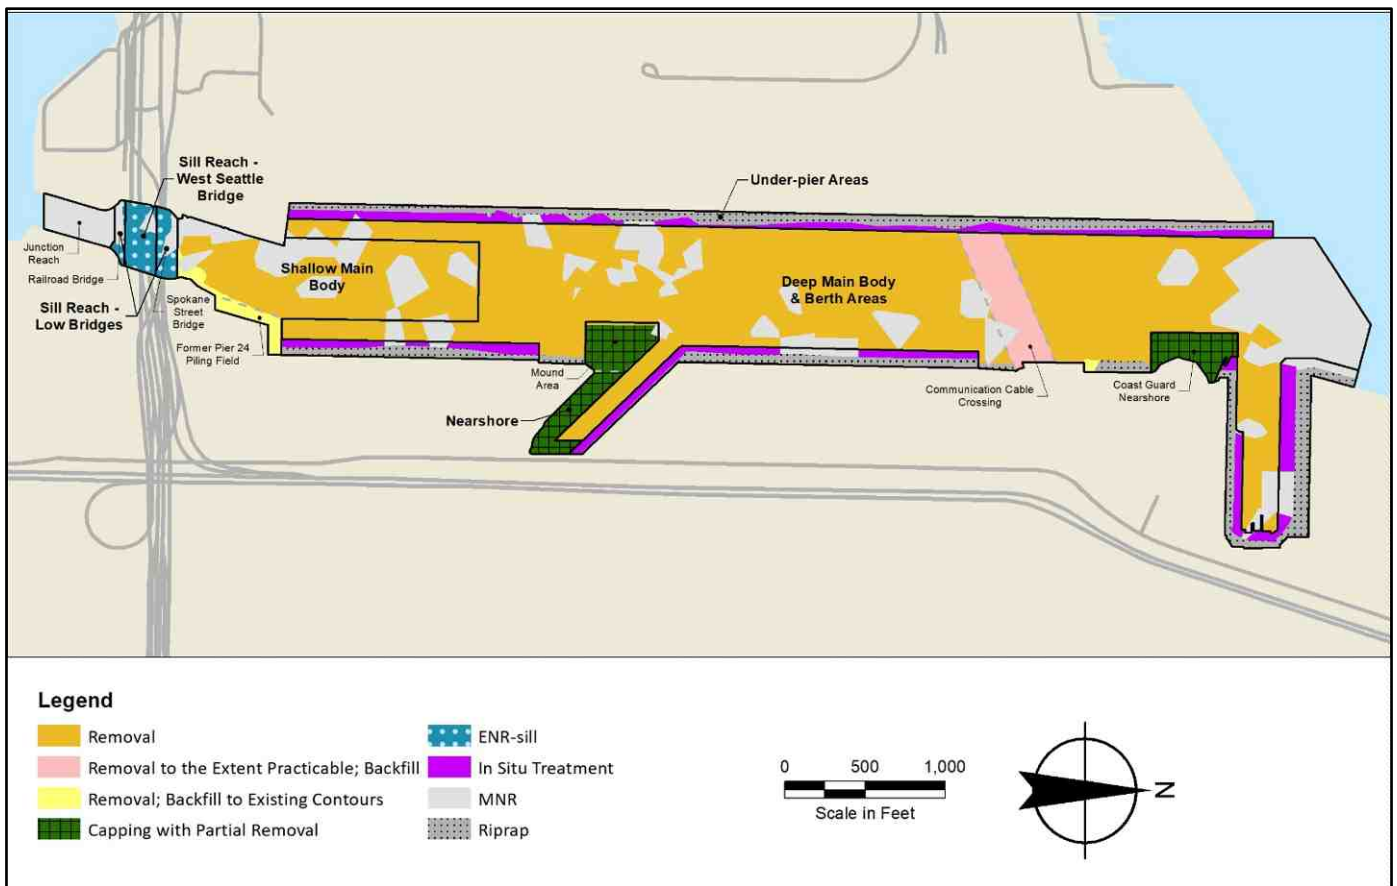 Sill Reach -
West Seattle
Bridge
Under-pier Areas
Junction
Reach
Railroad Bridge
Sill Reach -
Low Bridges
Spokane
Street
Bridge
Shallow Main
Body
Deep Main Body
& Berth Areas
Former Pier 24
Piling Field
Mound
Area
Nearshore
Communication Cable
Crossing
Coast Guard
Nearshore
Legend
Removal
Removal to the Extent Practicable; Backfill
Removal; Backfill to Existing Contours
Capping with Partial Removal
ENR-sill
In Situ Treatment
MNR
Riprap
0 500 1,000
Scale in Feet
N